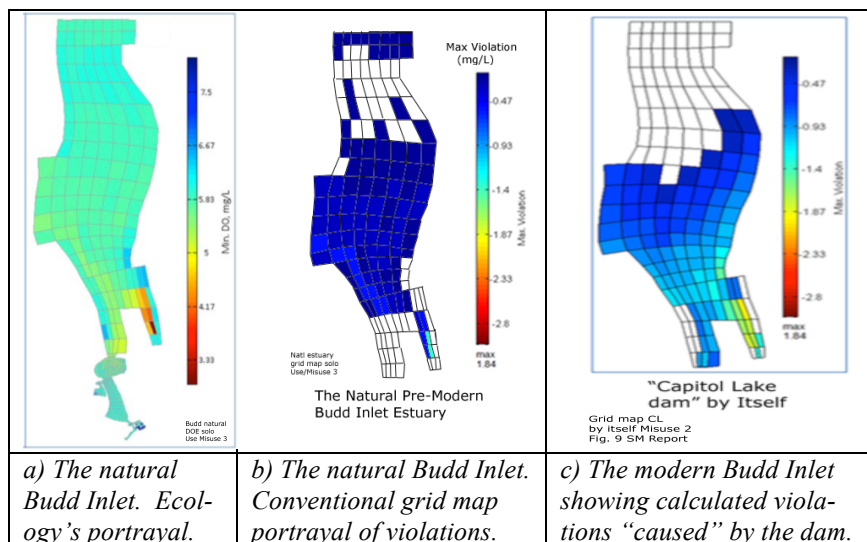 7.5
6.67
5.83
5
4.17
3.33
Min. DO, mg/L
Budd natural
DOE solo
Use Misuse 3
Max Violation
(mg/L)
-0.47
-0.93
-1.4
-1.87
-2.33
-2.8
max
1.84
Natl estuary
grid map solo
Use/Misuse 3
The Natural Pre-Modern
Budd Inlet Estuary
-0.47
-0.93
-1.4
-1.87
-2.33
-2.8
Max. Violation
max
1.84
"Capitol Lake
dam" by Itself
Grid map CL
by itself Misuse 2
Fig. 9 SM Report
a) The natural
Budd Inlet. Ecol-
ogy's portrayal.
b) The natural Budd Inlet.
Conventional grid map
portrayal of violations.
c) The modern Budd Inlet
showing calculated viola-
tions "caused" by the dam.